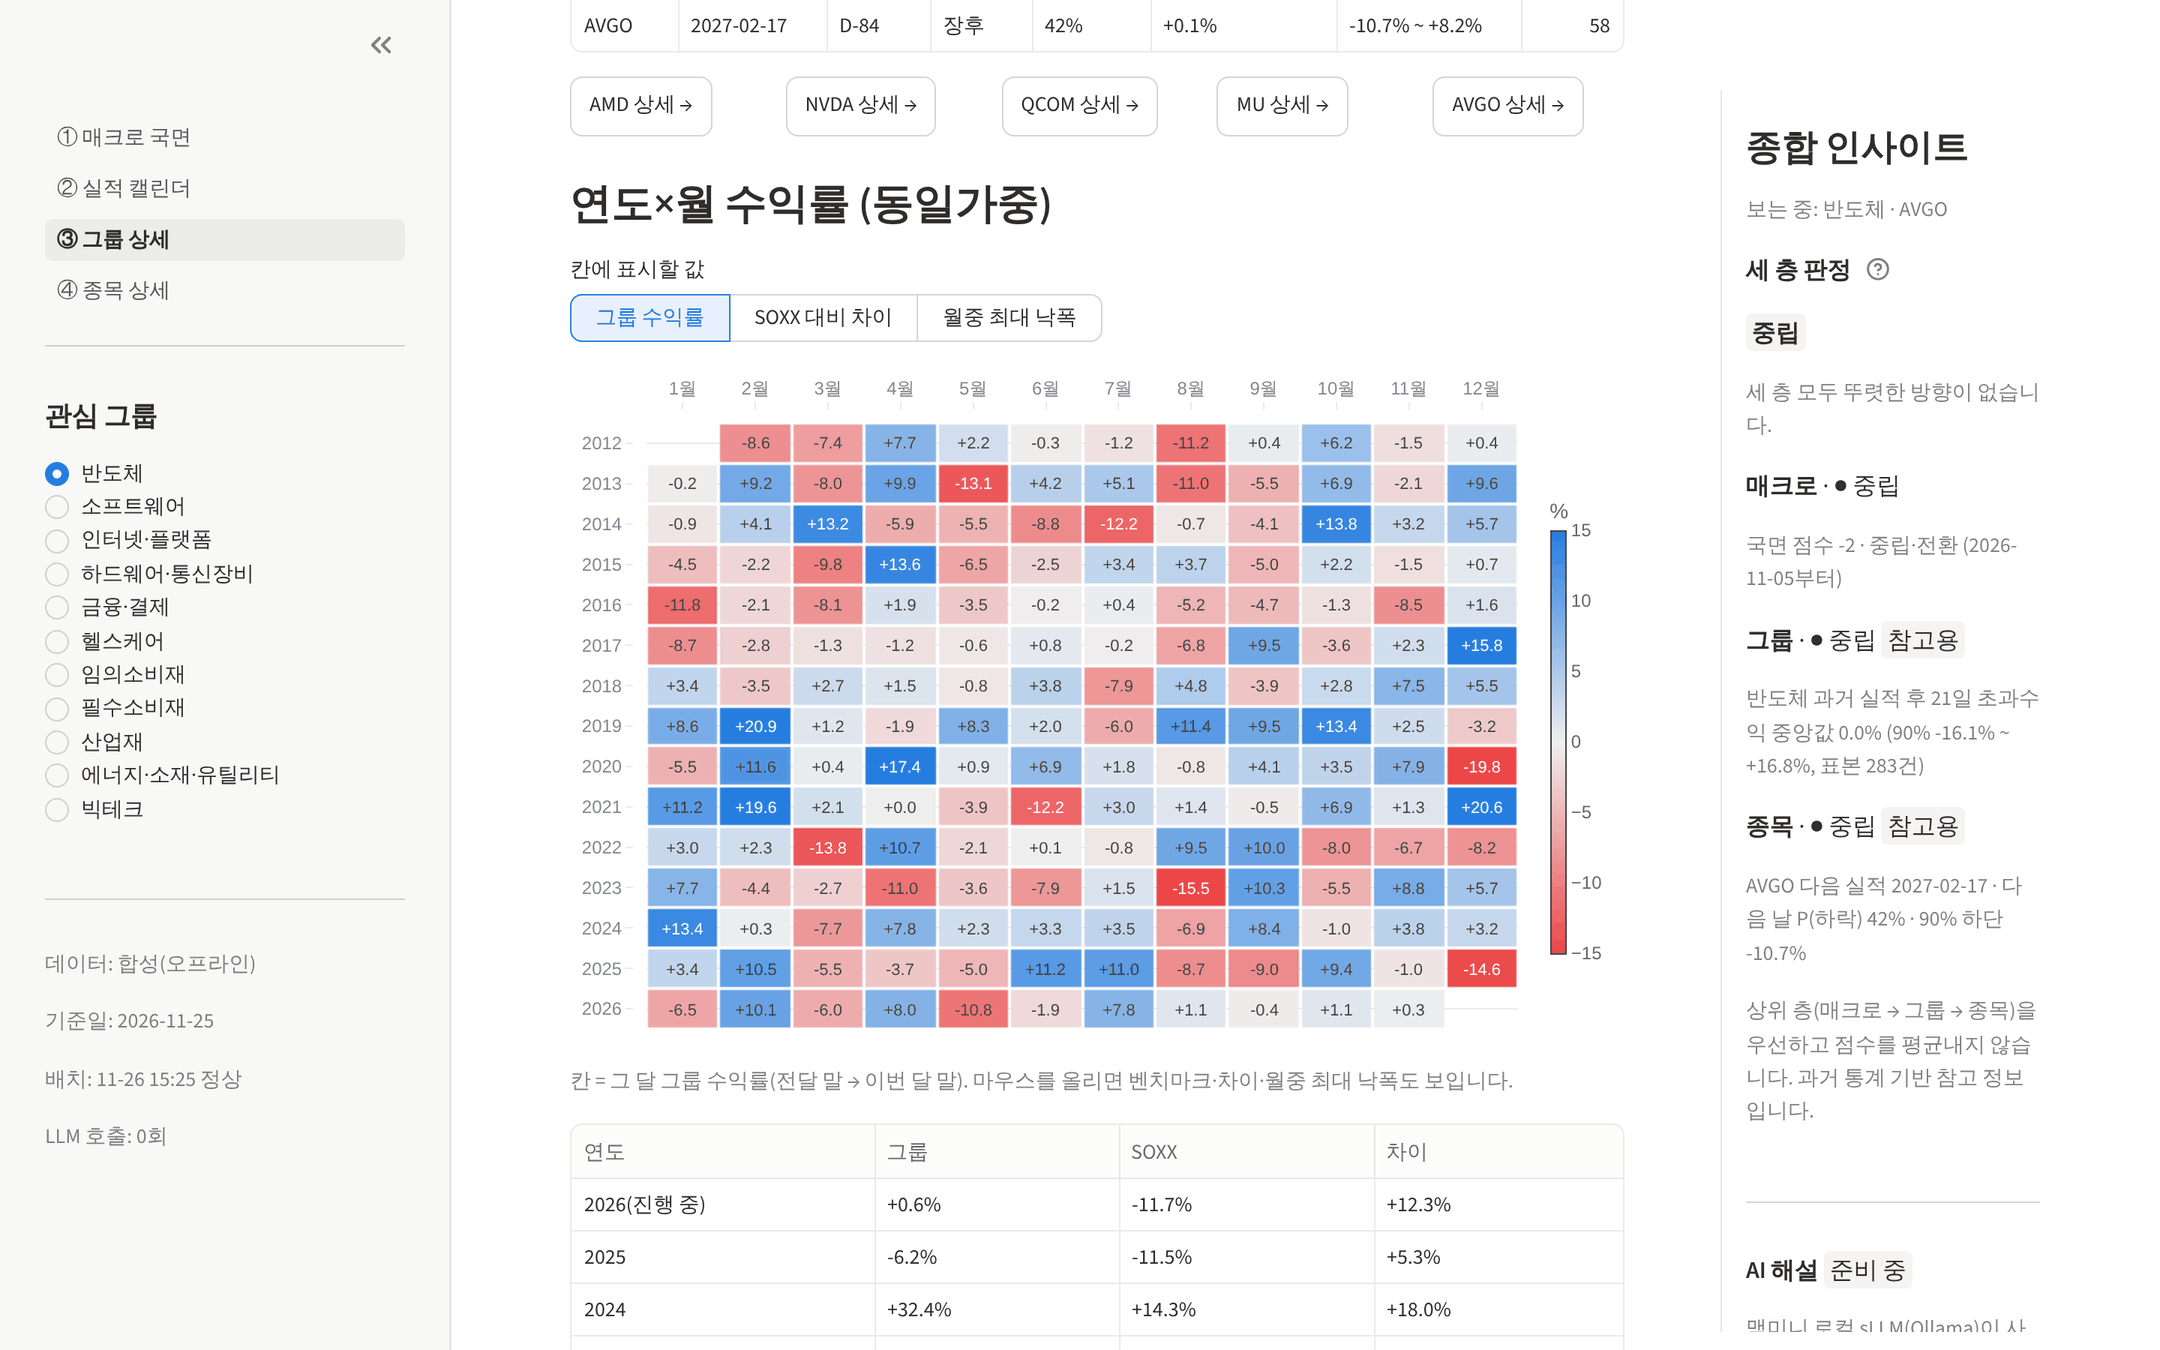 ① 매크로 국면
② 실적 캘린더
③ 그룹 상세
④ 종목 상세
관심 그룹
반도체
소프트웨어
인터넷·플랫폼
하드웨어·통신장비
금융·결제
헬스케어
임의소비재
필수소비재
산업재
에너지·소재·유틸리티
빅테크
데이터: 합성(오프라인)
기준일: 2026-11-25
배치: 11-26 15:25 정상
LLM 호출: 0회
AVGO 2027-02-17 D-84 장후 42% +0.1% -10.7% ~ +8.2% 58
AMD 상세 → NVDA 상세 → QCOM 상세 → MU 상세 → AVGO 상세 →
연도×월 수익률 (동일가중)
칸에 표시할 값
그룹 수익률 SOXX 대비 차이 월중 최대 낙폭
1월 2월 3월 4월 5월 6월 7월 8월 9월 10월 11월 12월
2012 -8.6 -7.4 +7.7 +2.2 -0.3 -1.2 -11.2 +0.4 +6.2 -1.5 +0.4
2013 -0.2 +9.2 -8.0 +9.9 -13.1 +4.2 +5.1 -11.0 -5.5 +6.9 -2.1 +9.6
2014 -0.9 +4.1 +13.2 -5.9 -5.5 -8.8 -12.2 -0.7 -4.1 +13.8 +3.2 +5.7
2015 -4.5 -2.2 -9.8 +13.6 -6.5 -2.5 +3.4 +3.7 -5.0 +2.2 -1.5 +0.7
2016 -11.8 -2.1 -8.1 +1.9 -3.5 -0.2 +0.4 -5.2 -4.7 -1.3 -8.5 +1.6
2017 -8.7 -2.8 -1.3 -1.2 -0.6 +0.8 -0.2 -6.8 +9.5 -3.6 +2.3 +15.8
2018 +3.4 -3.5 +2.7 +1.5 -0.8 +3.8 -7.9 +4.8 -3.9 +2.8 +7.5 +5.5
2019 +8.6 +20.9 +1.2 -1.9 +8.3 +2.0 -6.0 +11.4 +9.5 +13.4 +2.5 -3.2
2020 -5.5 +11.6 +0.4 +17.4 +0.9 +6.9 +1.8 -0.8 +4.1 +3.5 +7.9 -19.8
2021 +11.2 +19.6 +2.1 +0.0 -3.9 -12.2 +3.0 +1.4 -0.5 +6.9 +1.3 +20.6
2022 +3.0 +2.3 -13.8 +10.7 -2.1 +0.1 -0.8 +9.5 +10.0 -8.0 -6.7 -8.2
2023 +7.7 -4.4 -2.7 -11.0 -3.6 -7.9 +1.5 -15.5 +10.3 -5.5 +8.8 +5.7
2024 +13.4 +0.3 -7.7 +7.8 +2.3 +3.3 +3.5 -6.9 +8.4 -1.0 +3.8 +3.2
2025 +3.4 +10.5 -5.5 -3.7 -5.0 +11.2 +11.0 -8.7 -9.0 +9.4 -1.0 -14.6
2026 -6.5 +10.1 -6.0 +8.0 -10.8 -1.9 +7.8 +1.1 -0.4 +1.1 +0.3
%
15
10
5
0
−5
−10
−15
칸 = 그 달 그룹 수익률(전달 말 → 이번 달 말). 마우스를 올리면 벤치마크·차이·월중 최대 낙폭도 보입니다.
연도 그룹 SOXX 차이
2026(진행 중) +0.6% -11.7% +12.3%
2025 -6.2% -11.5% +5.3%
2024 +32.4% +14.3% +18.0%
종합 인사이트
보는 중: 반도체 · AVGO
세 층 판정
중립
세 층 모두 뚜렷한 방향이 없습니
다.
매크로 · ● 중립
국면 점수 -2 · 중립·전환 (2026-
11-05부터)
그룹 · ● 중립 참고용
반도체 과거 실적 후 21일 초과수
익 중앙값 0.0% (90% -16.1% ~
+16.8%, 표본 283건)
종목 · ● 중립 참고용
AVGO 다음 실적 2027-02-17 · 다
음 날 P(하락) 42% · 90% 하단
-10.7%
상위 층(매크로 → 그룹 → 종목)을
우선하고 점수를 평균내지 않습
니다. 과거 통계 기반 참고 정보
입니다.
AI 해설 준비 중
맥미니 로컬 sLLM(Ollama)이 사